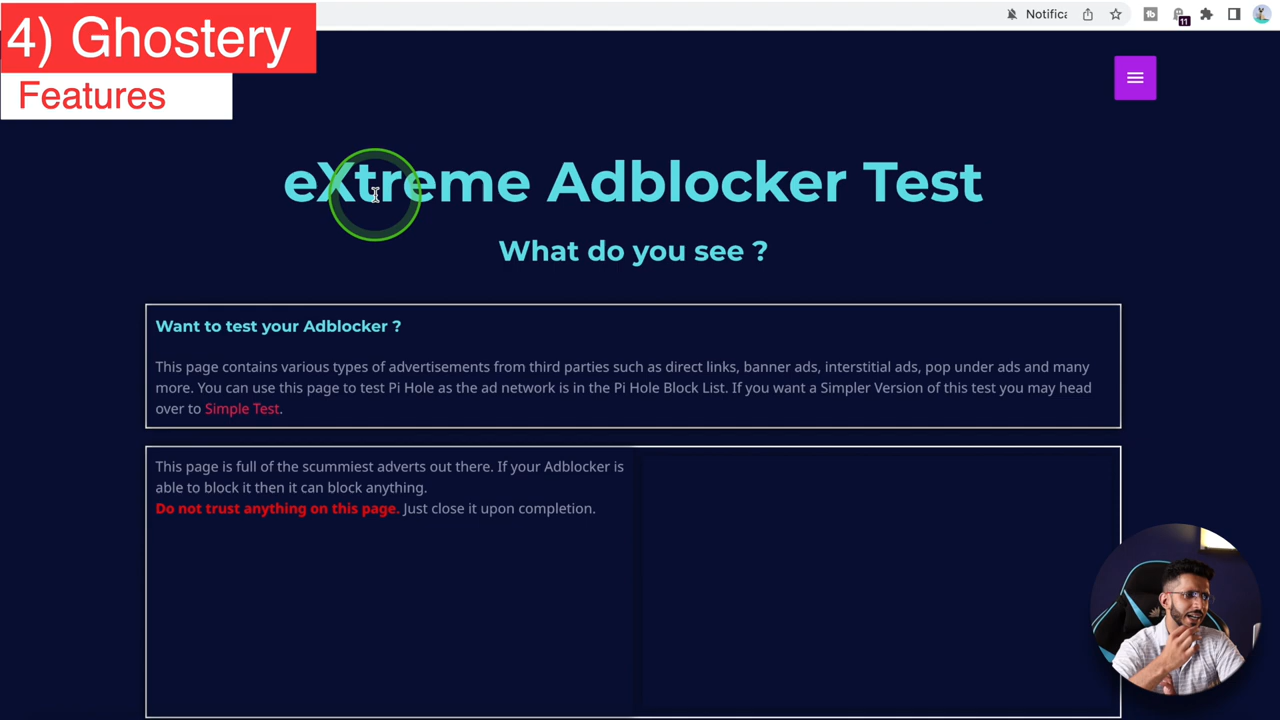 4) Ghostery
Features
Notifica
tb
11
eXtreme Adblocker Test
What do you see ?
Want to test your Adblocker ?
This page contains various types of advertisements from third parties such as direct links, banner ads, interstitial ads, pop under ads and many
more. You can use this page to test Pi Hole as the ad network is in the Pi Hole Block List. If you want a Simpler Version of this test you may head
over to Simple Test.
This page is full of the scummiest adverts out there. If your Adblocker is
able to block it then it can block anything.
Do not trust anything on this page. Just close it upon completion.